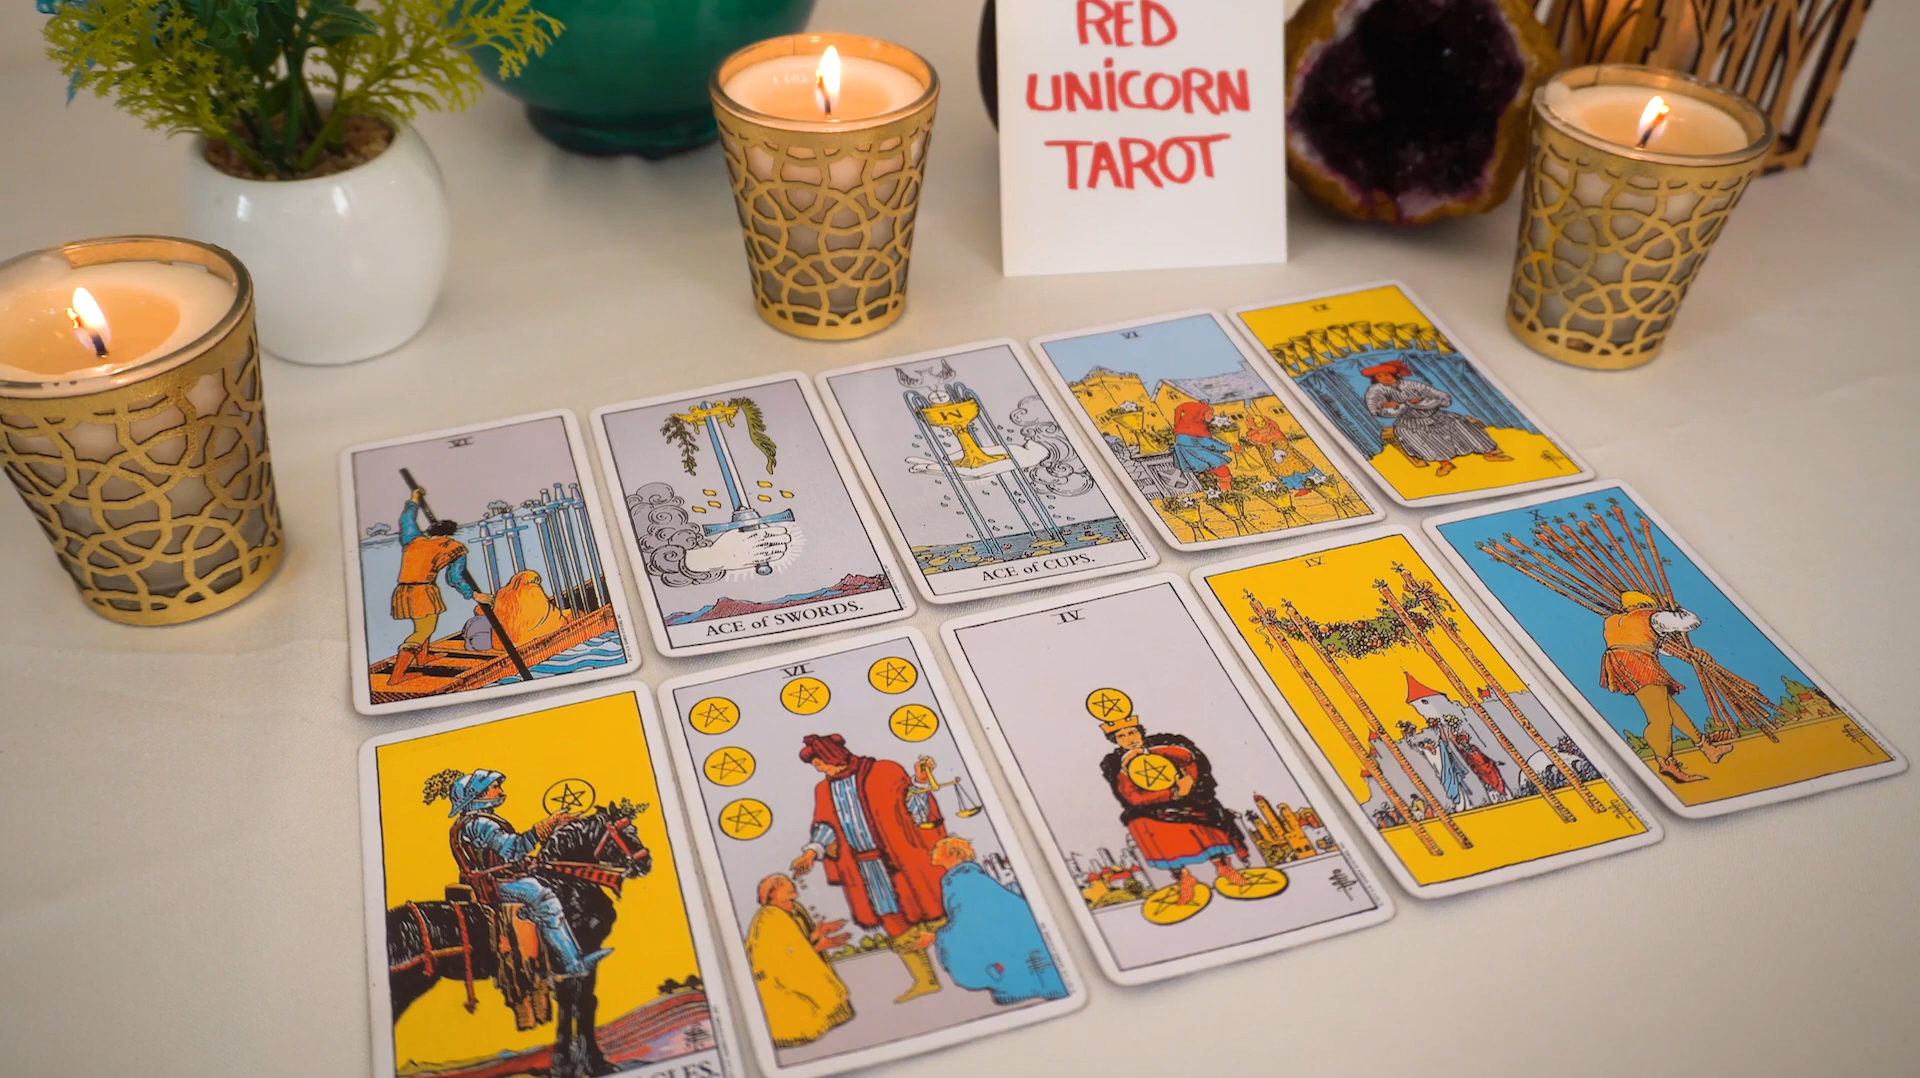 RED
UNICORN
TAROT
VI
ACE of SWORDS.
ACE of CUPS.
VI
IX
VI
IV
IV
X